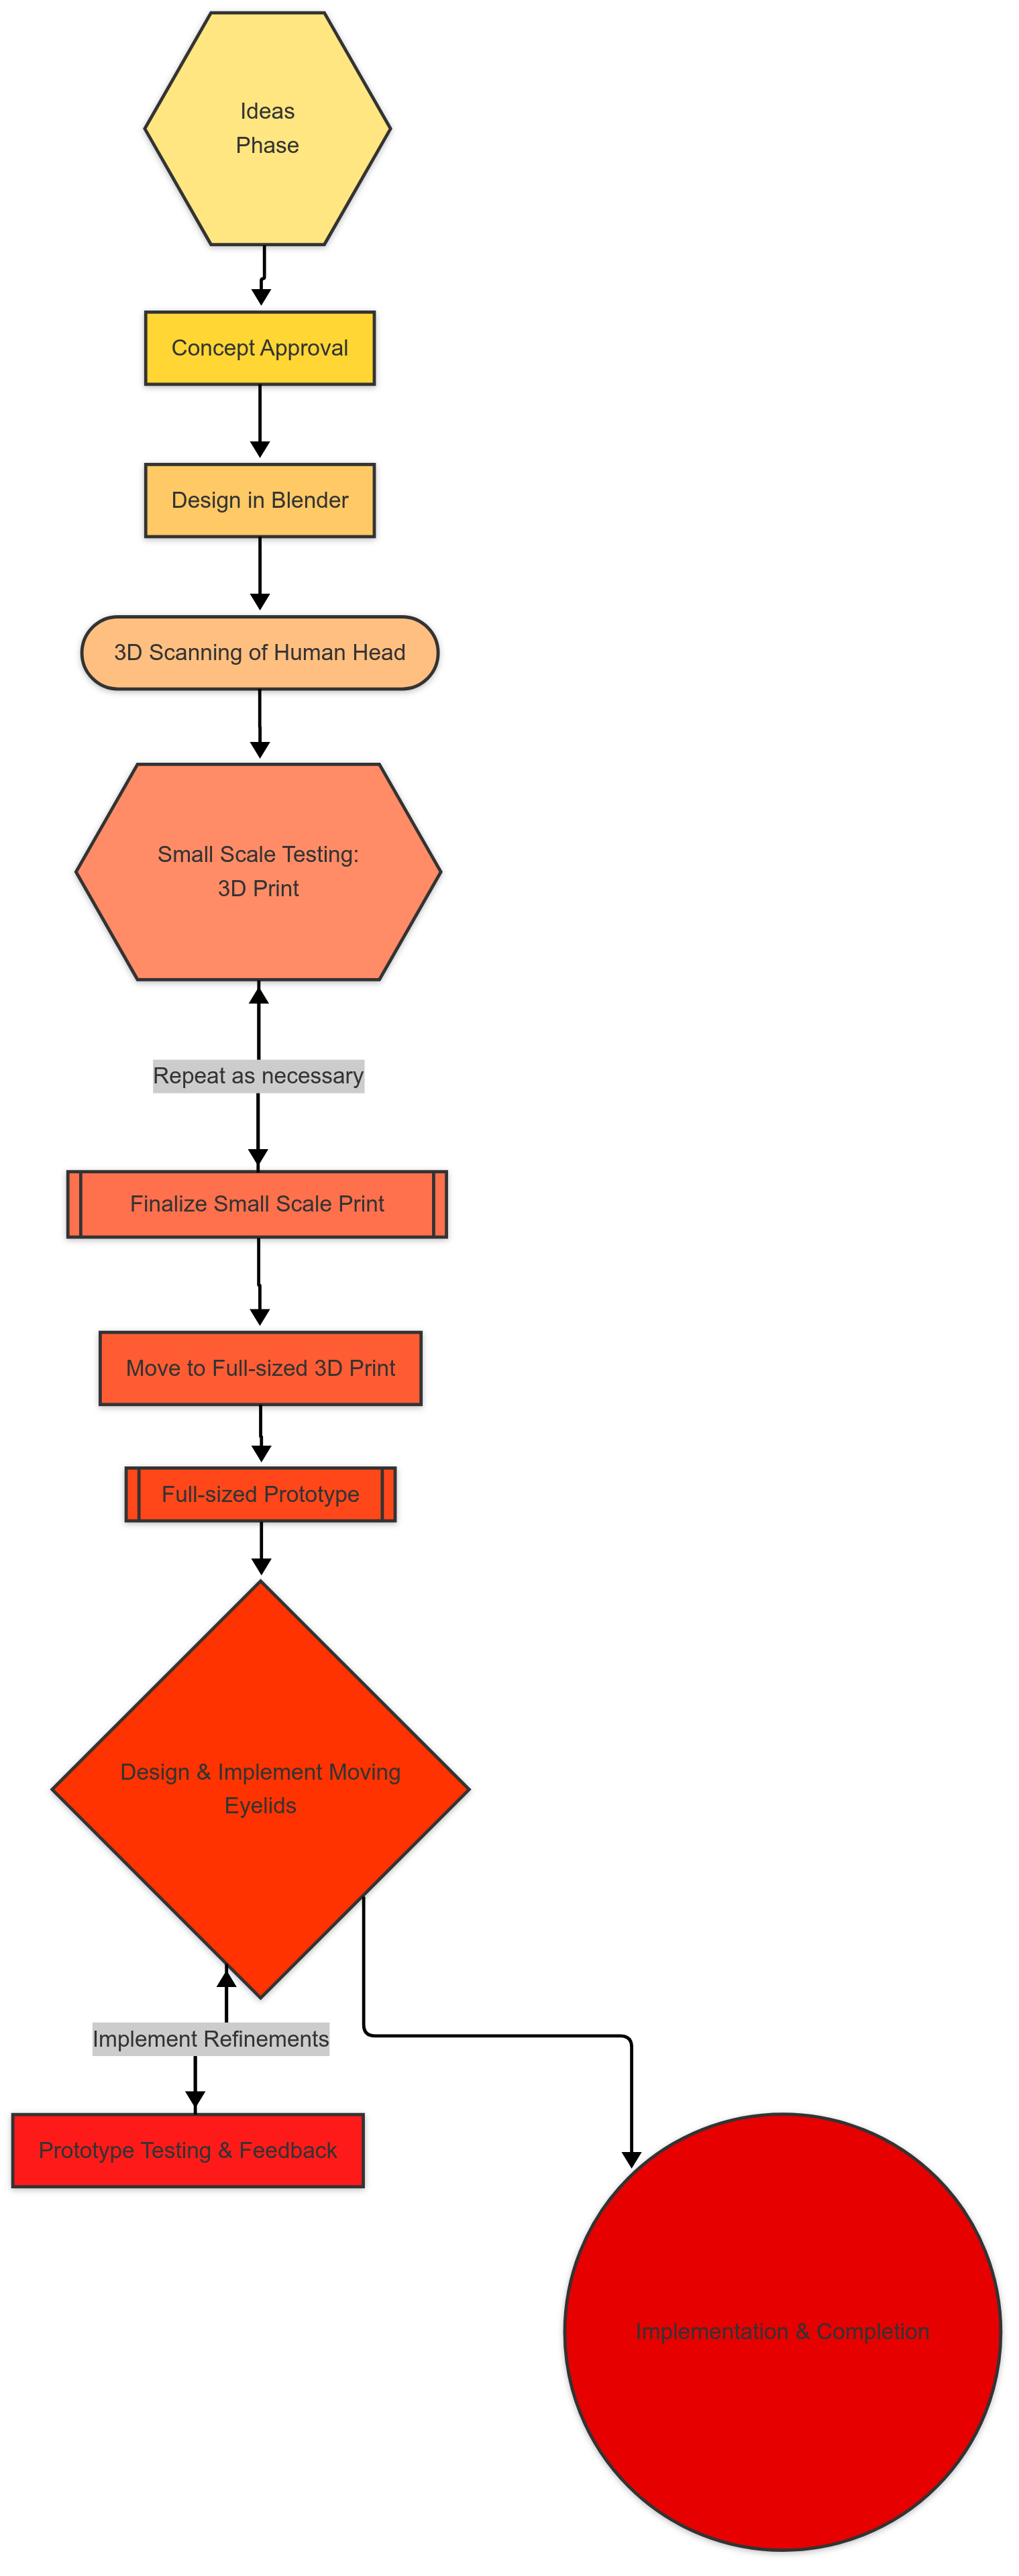 Ideas
Phase
Concept Approval
Design in Blender
3D Scanning of Human Head
Small Scale Testing:
3D Print
Repeat as necessary
Finalize Small Scale Print
Move to Full-sized 3D Print
Full-sized Prototype
Design & Implement Moving
Eyelids
Implement Refinements
Prototype Testing & Feedback
Implementation & Completion